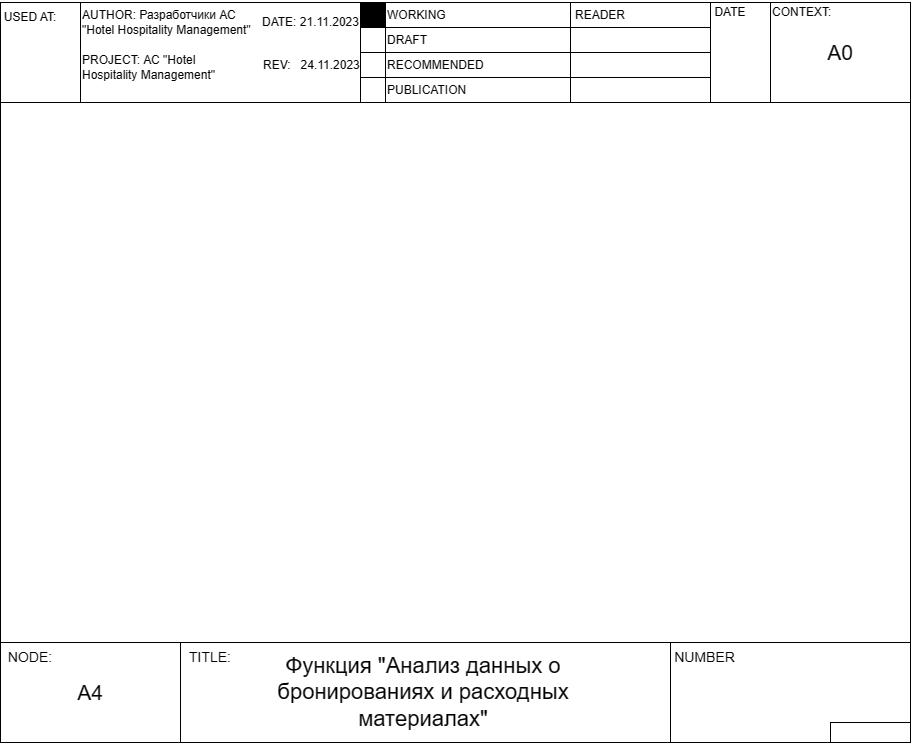 USED AT:
AUTHOR: Разработчики АС
"Hotel Hospitality Management"
DATE: 21.11.2023
PROJECT: АС "Hotel
Hospitality Management"
REV: 24.11.2023
WORKING
DRAFT
RECOMMENDED
PUBLICATION
READER
DATE
CONTEXT:
A0
NODE:
A4
TITLE:
Функция "Анализ данных о
бронированиях и расходных
материалах"
NUMBER